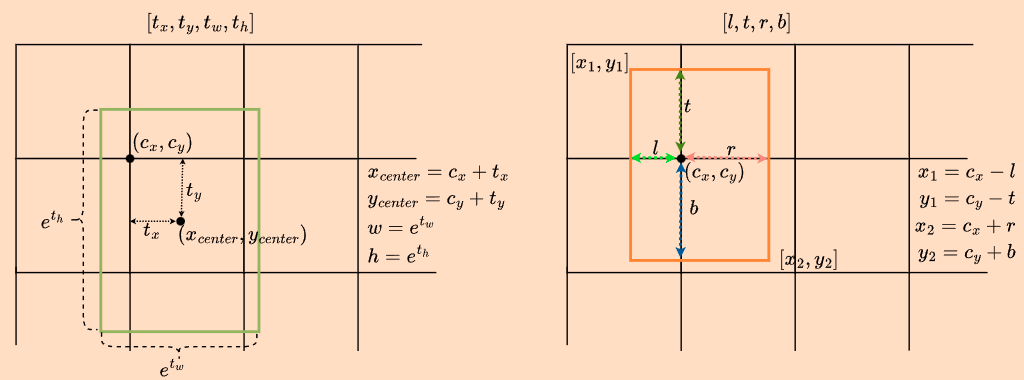 [t_x, t_y, t_w, t_h]
(c_x, c_y)
t_y
e^{t_h}
t_x
(x_{center}, y_{center})
e^{t_w}
x_{center} = c_x + t_x
y_{center} = c_y + t_y
w = e^{t_w}
h = e^{t_h}
[l, t, r, b]
[x_1, y_1]
t
l
r
(c_x, c_y)
b
[x_2, y_2]
x_1 = c_x - l
y_1 = c_y - t
x_2 = c_x + r
y_2 = c_y + b